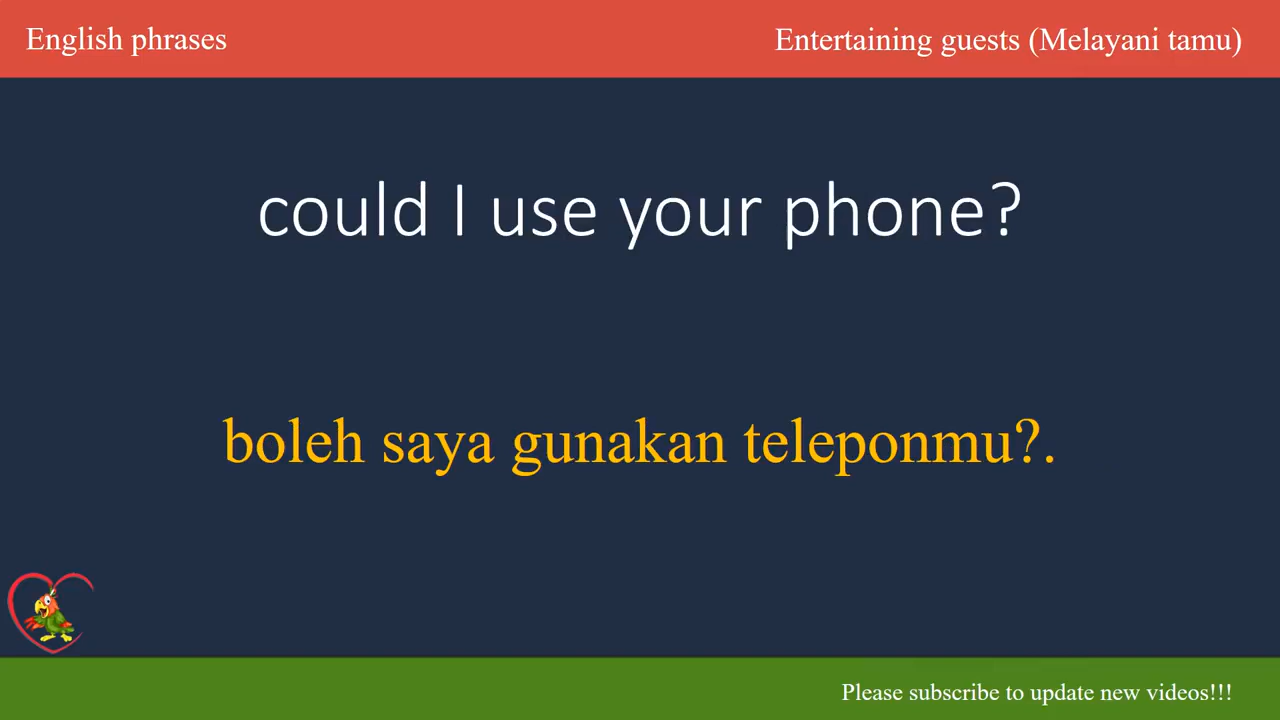 English phrases
Entertaining guests (Melayani tamu)
could I use your phone?
boleh saya gunakan teleponmu?.
Please subscribe to update new videos!!!